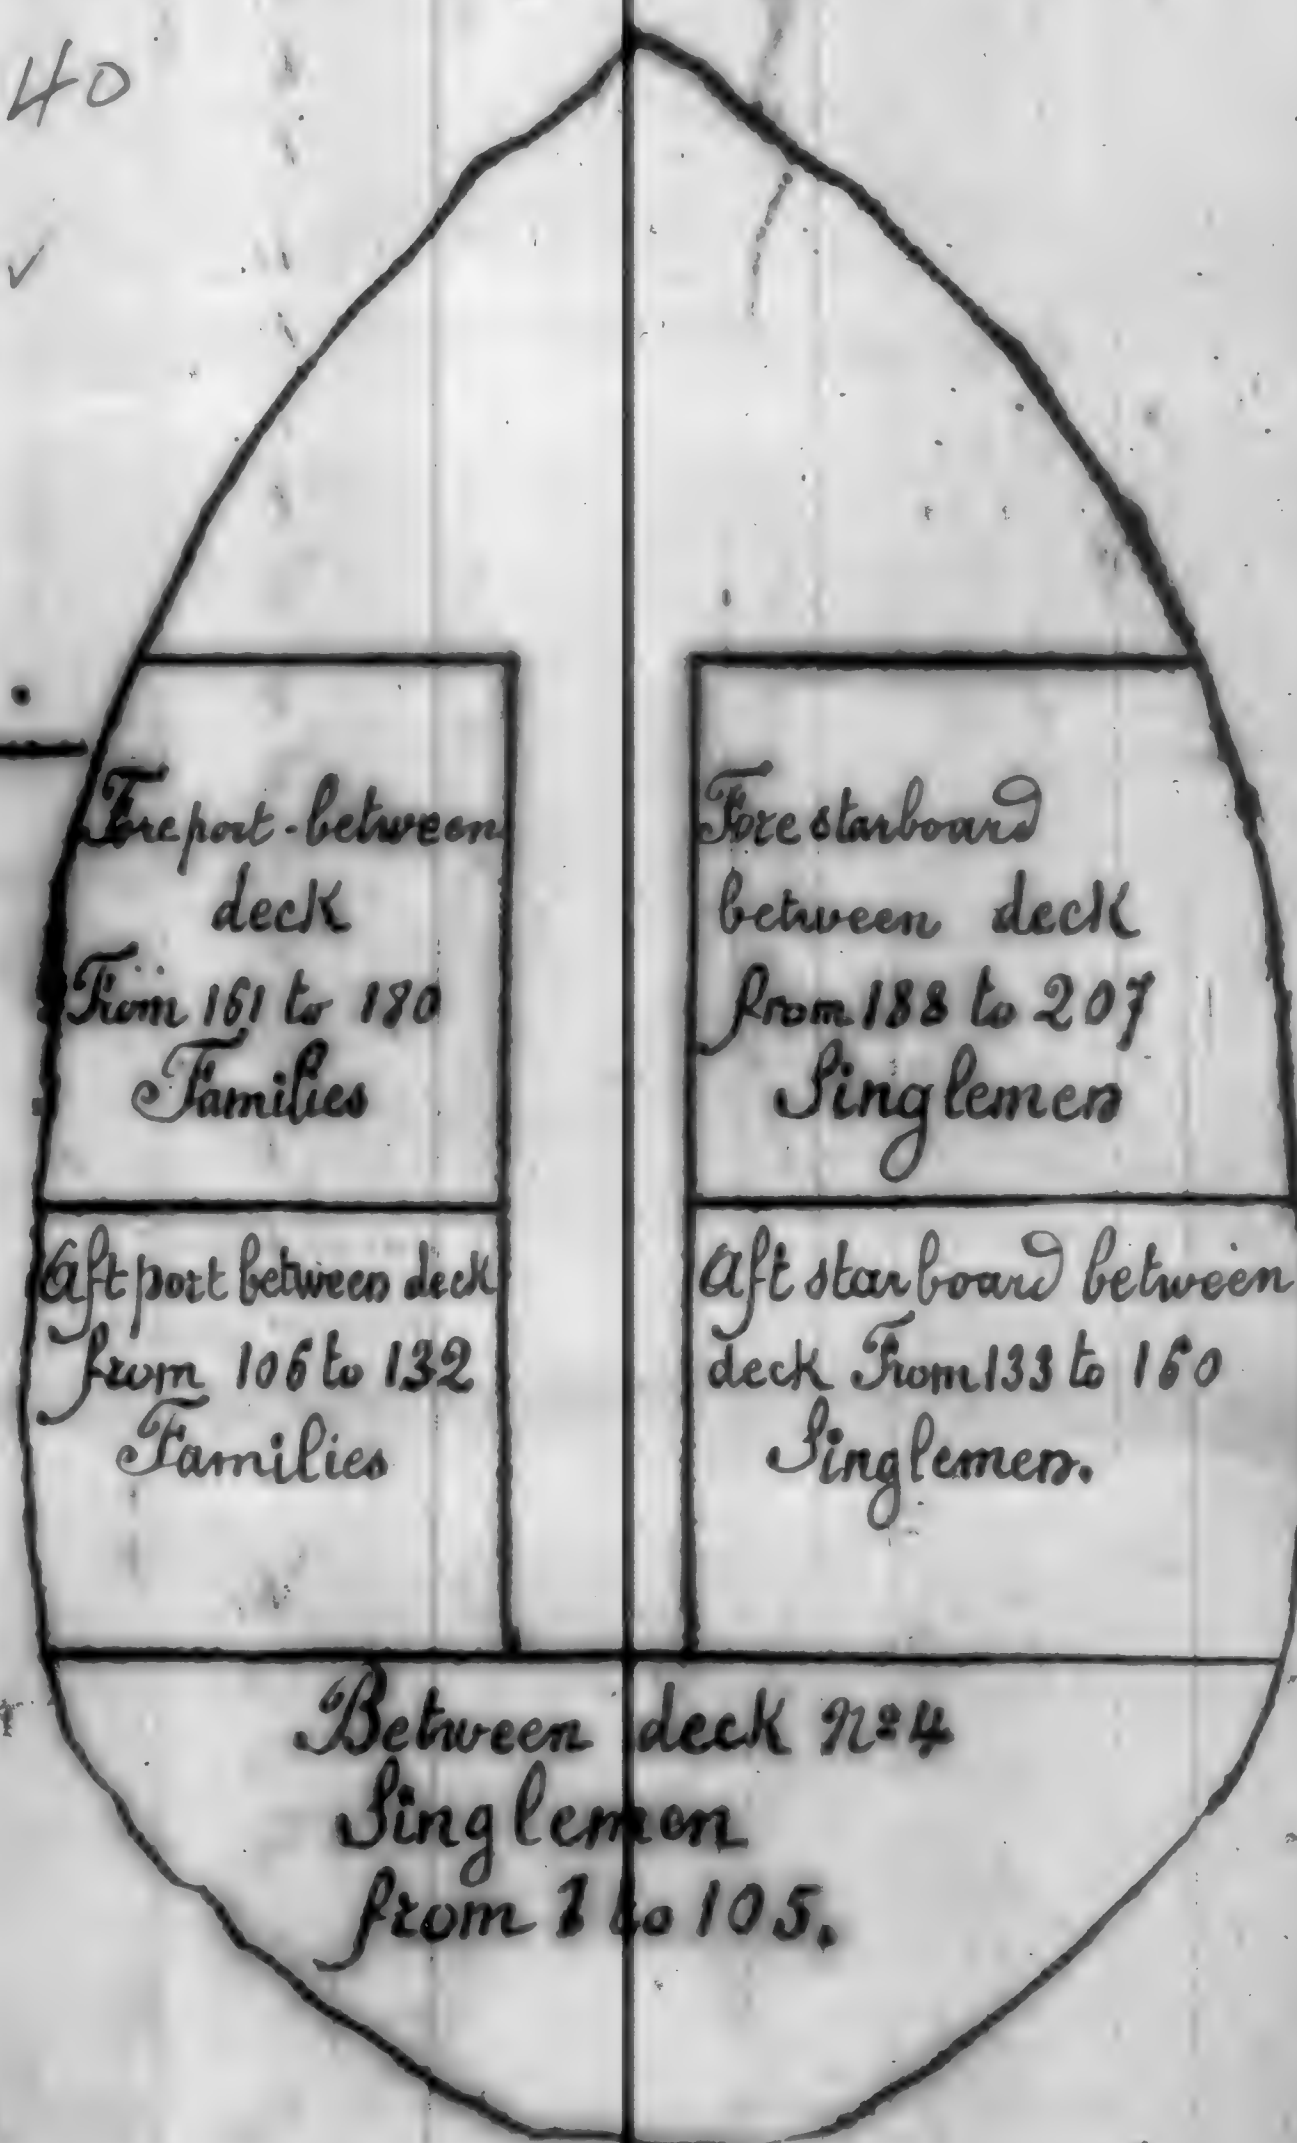 40
Fore port - between
deck
From 161 to 180
Families
Fore starboard
between deck
from 188 to 207
Singlemen
Aft port between deck
from 106 to 132
Families
Aft starboard between
deck From 133 to 160
Singlemen.
Between deck No 4
Singlemen
from 1 to 105.